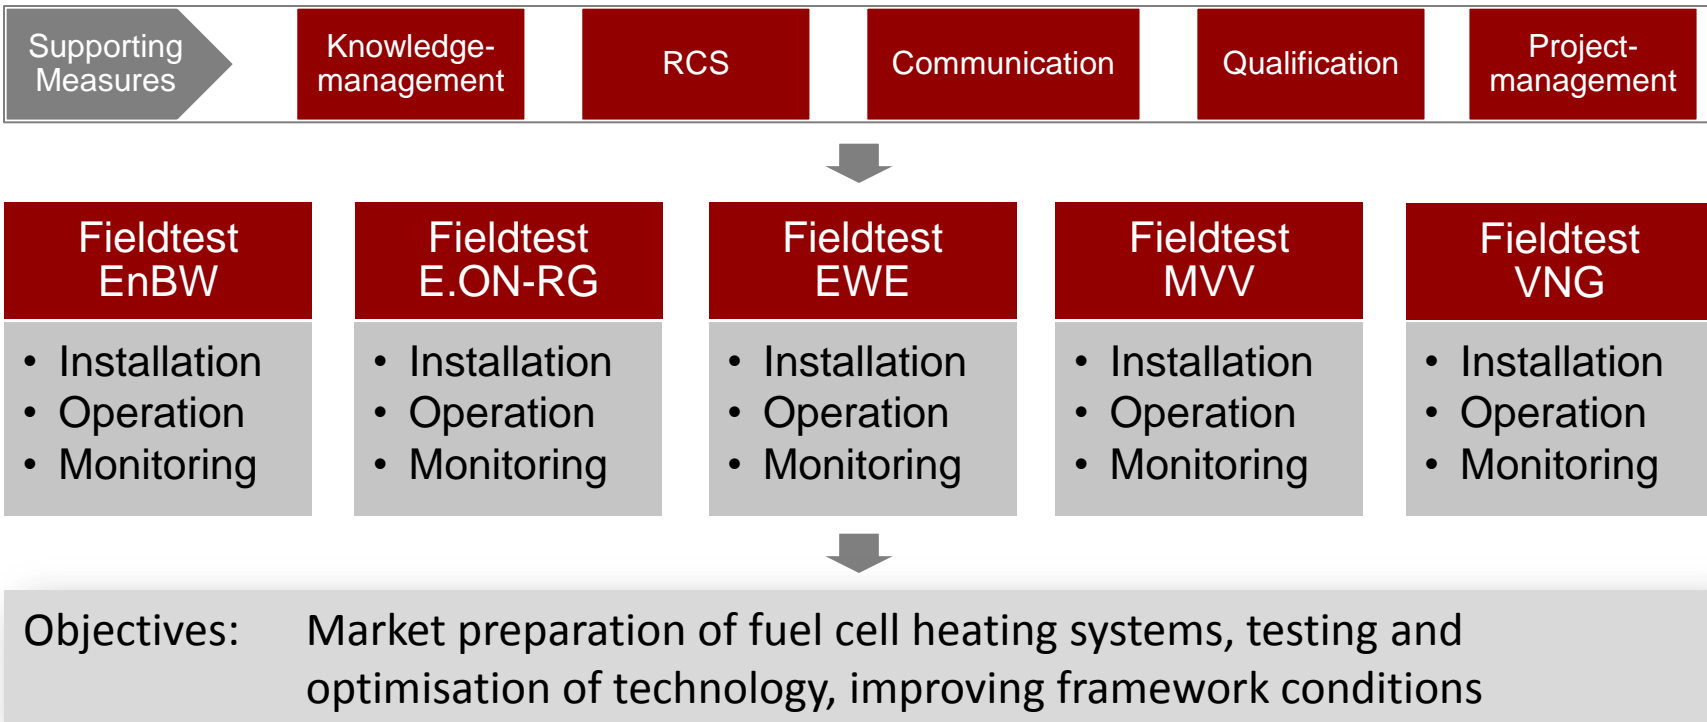 Supporting
Measures
Knowledge-
management
RCS
Communication
Qualification
Project-
management
Fieldtest
EnBW
• Installation
• Operation
• Monitoring
Fieldtest
E.ON-RG
• Installation
• Operation
• Monitoring
Fieldtest
EWE
• Installation
• Operation
• Monitoring
Fieldtest
MVV
• Installation
• Operation
• Monitoring
Fieldtest
VNG
• Installation
• Operation
• Monitoring
Objectives: Market preparation of fuel cell heating systems, testing and
optimisation of technology, improving framework conditions